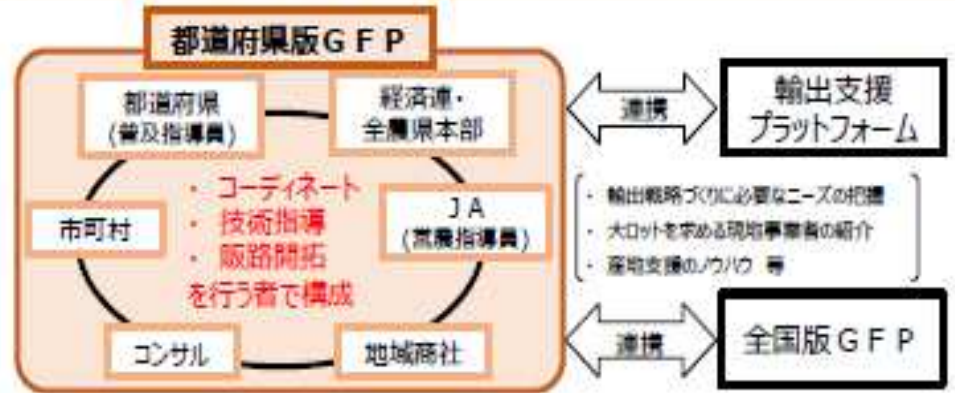 都道府県版GFP
都道府県
(普及指導員)
経済連・
全農県本部
市町村
・ コーディネート
・ 技術指導
・ 販路開拓
を行う者で構成
JA
(営農指導員)
コンサル
地域商社
連携
輸出支援
プラットフォーム
・ 輸出戦略づくりに必要なニーズの把握
・ 大ロットを求める現地事業者の紹介
・ 産地支援のノウハウ 等
連携
全国版GFP